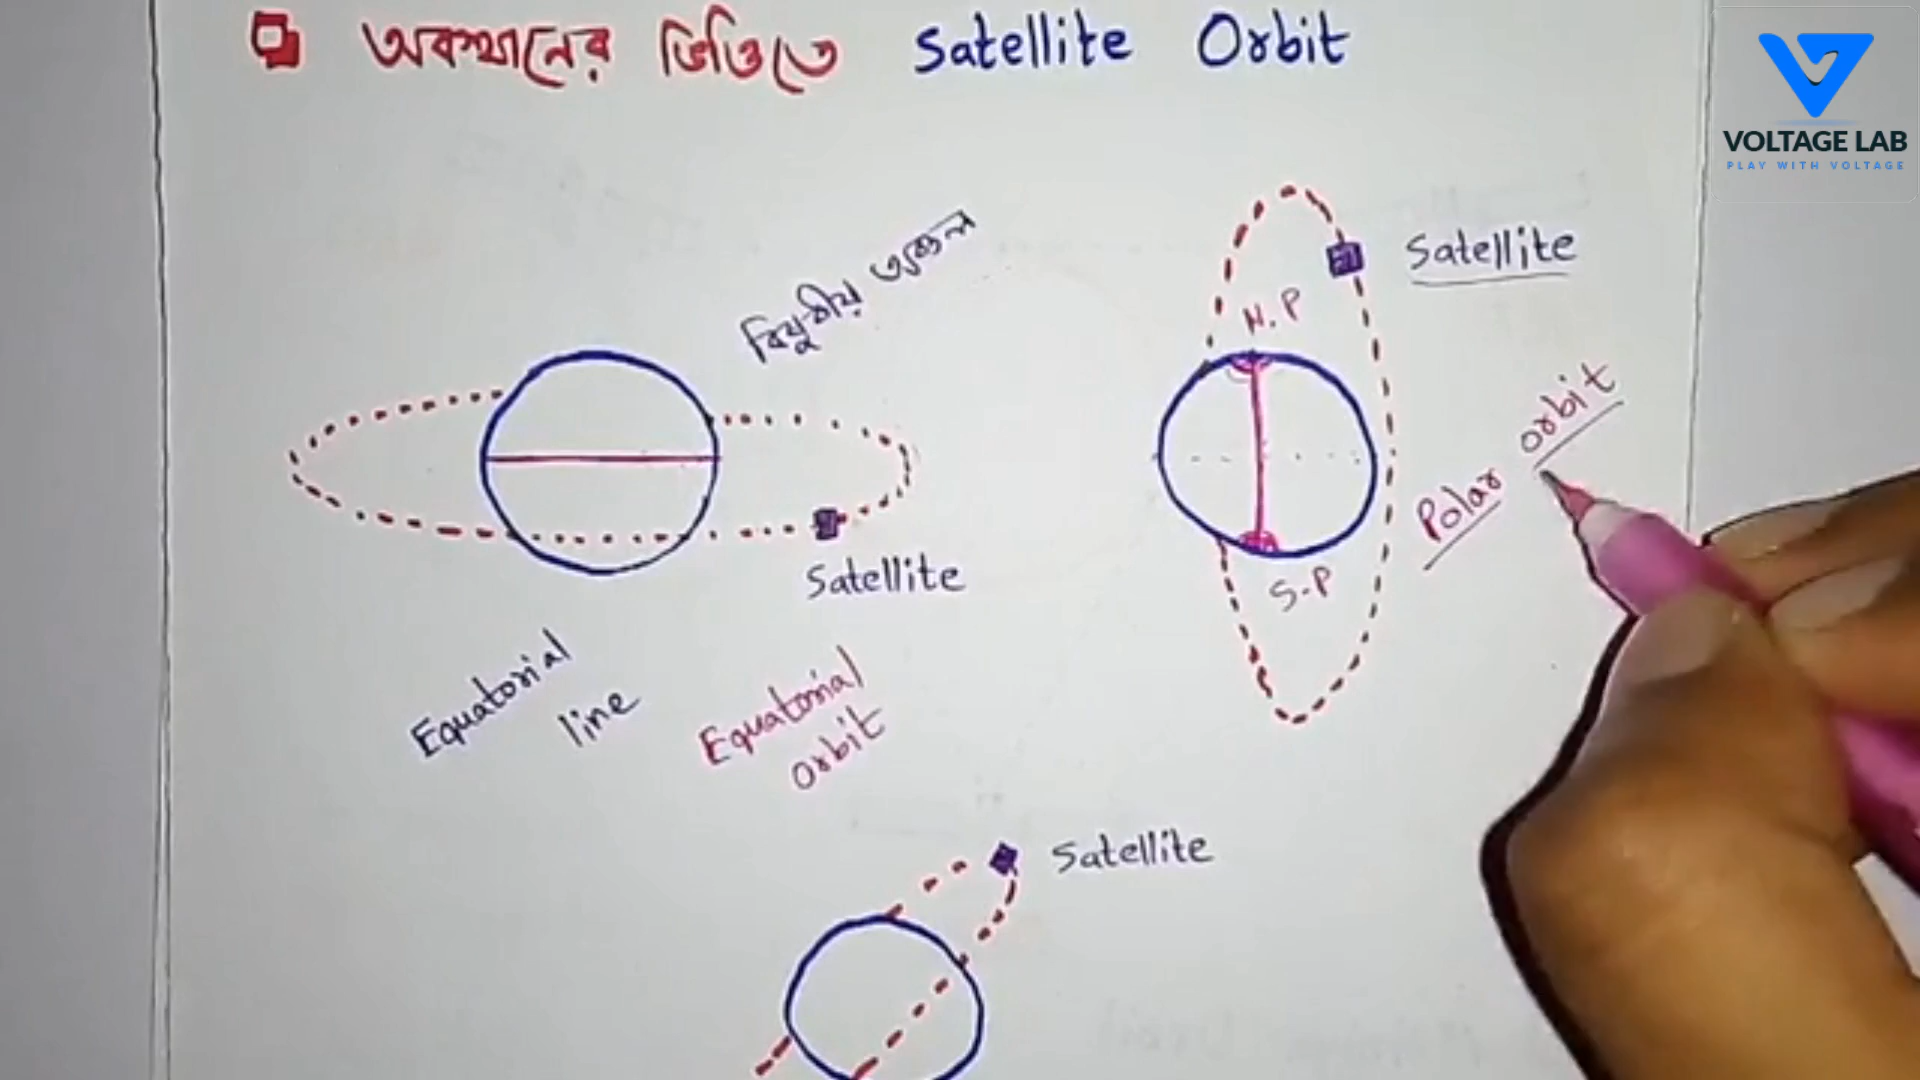 অবস্থানের ভিত্তিতে Satellite Orbit
VOLTAGE LAB
PLAY WITH VOLTAGE
বিষুবীয় অঞ্চল
Satellite
N.P
Polar orbit
S.P
Satellite
Equatorial
line
Equatorial
orbit
Satellite